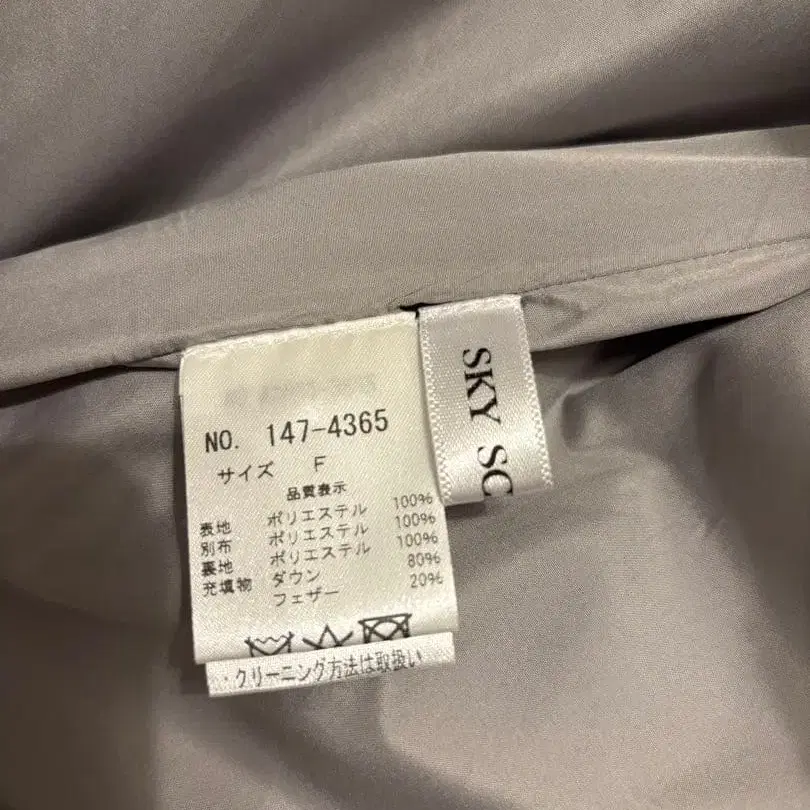 NO. 147-4365
サイズ F
品質表示
表地 ポリエステル 100%
別布 ポリエステル 100%
裏地 ポリエステル 100%
充填物 ダウン 80%
フェザー 20%
・クリーニング方法は取扱い
SKY SC